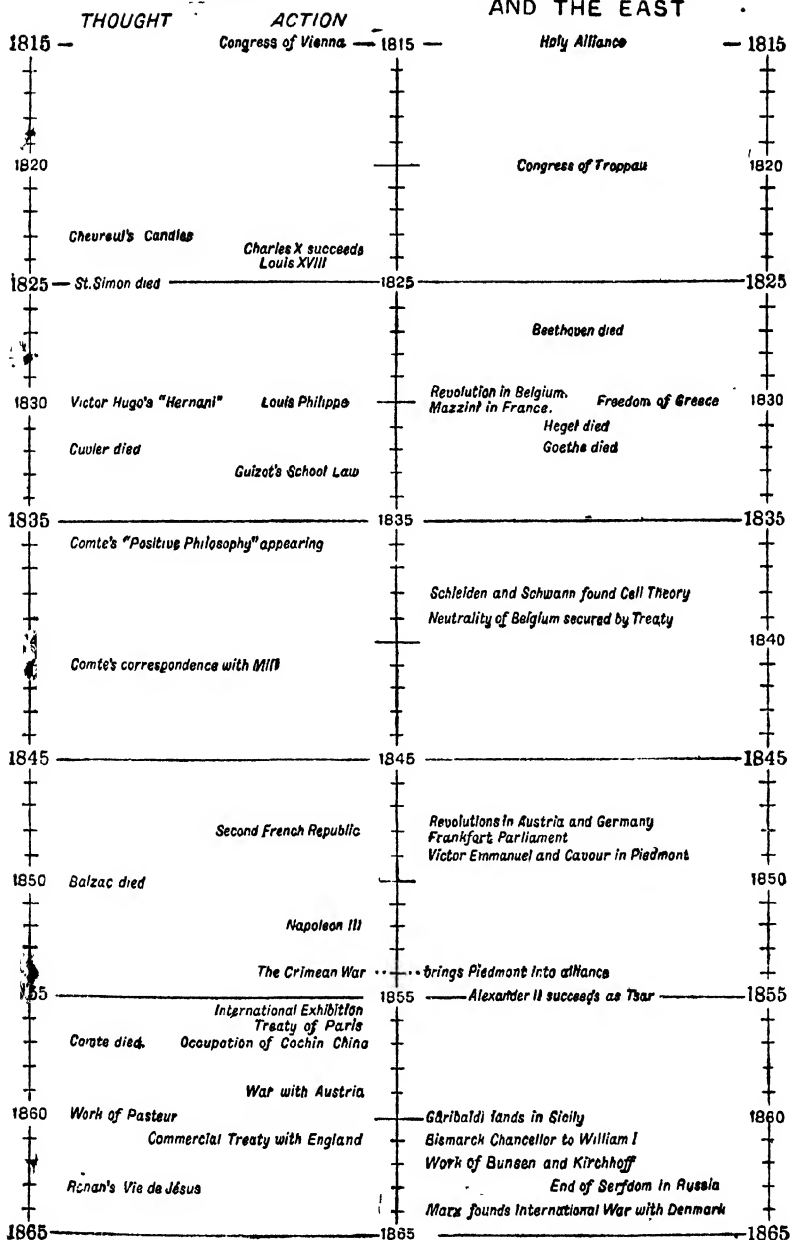 AND THE EAST
THOUGHT ACTION
1815 Congress of Vienna 1815 Holy Alliance 1815
1820 Congress of Troppau 1820
Chevreul's Candles
Charles X succeeds
Louis XVIII
1825 St. Simon died 1825 1825
Beethoven died
1830 Victor Hugo's "Hernani" Louis Philippe Revolution in Belgium. Freedom of Greece 1830
Mazzini in France.
Hegel died
Cuvier died Goethe died
Guizot's School Law
1835 1835 1835
Comte's "Positive Philosophy" appearing
Schleiden and Schwann found Cell Theory
Neutrality of Belgium secured by Treaty
1840
Comte's correspondence with Mill
1845 1845 1845
Revolutions in Austria and Germany
Second French Republic Frankfort Parliament
Victor Emmanuel and Cavour in Piedmont
1850 Balzac died 1850
Napoleon III
The Crimean War brings Piedmont into alliance
55 1855 Alexander II succeeds as Tsar 1855
International Exhibition
Treaty of Paris
Comte died. Occupation of Cochin China
War with Austria
1860 Work of Pasteur Garibaldi lands in Sicily 1860
Commercial Treaty with England Bismarck Chancellor to William I
Work of Bunsen and Kirchhoff
Renan's Vie de Jésus End of Serfdom in Russia
Marx founds International War with Denmark
1865 1865 1865